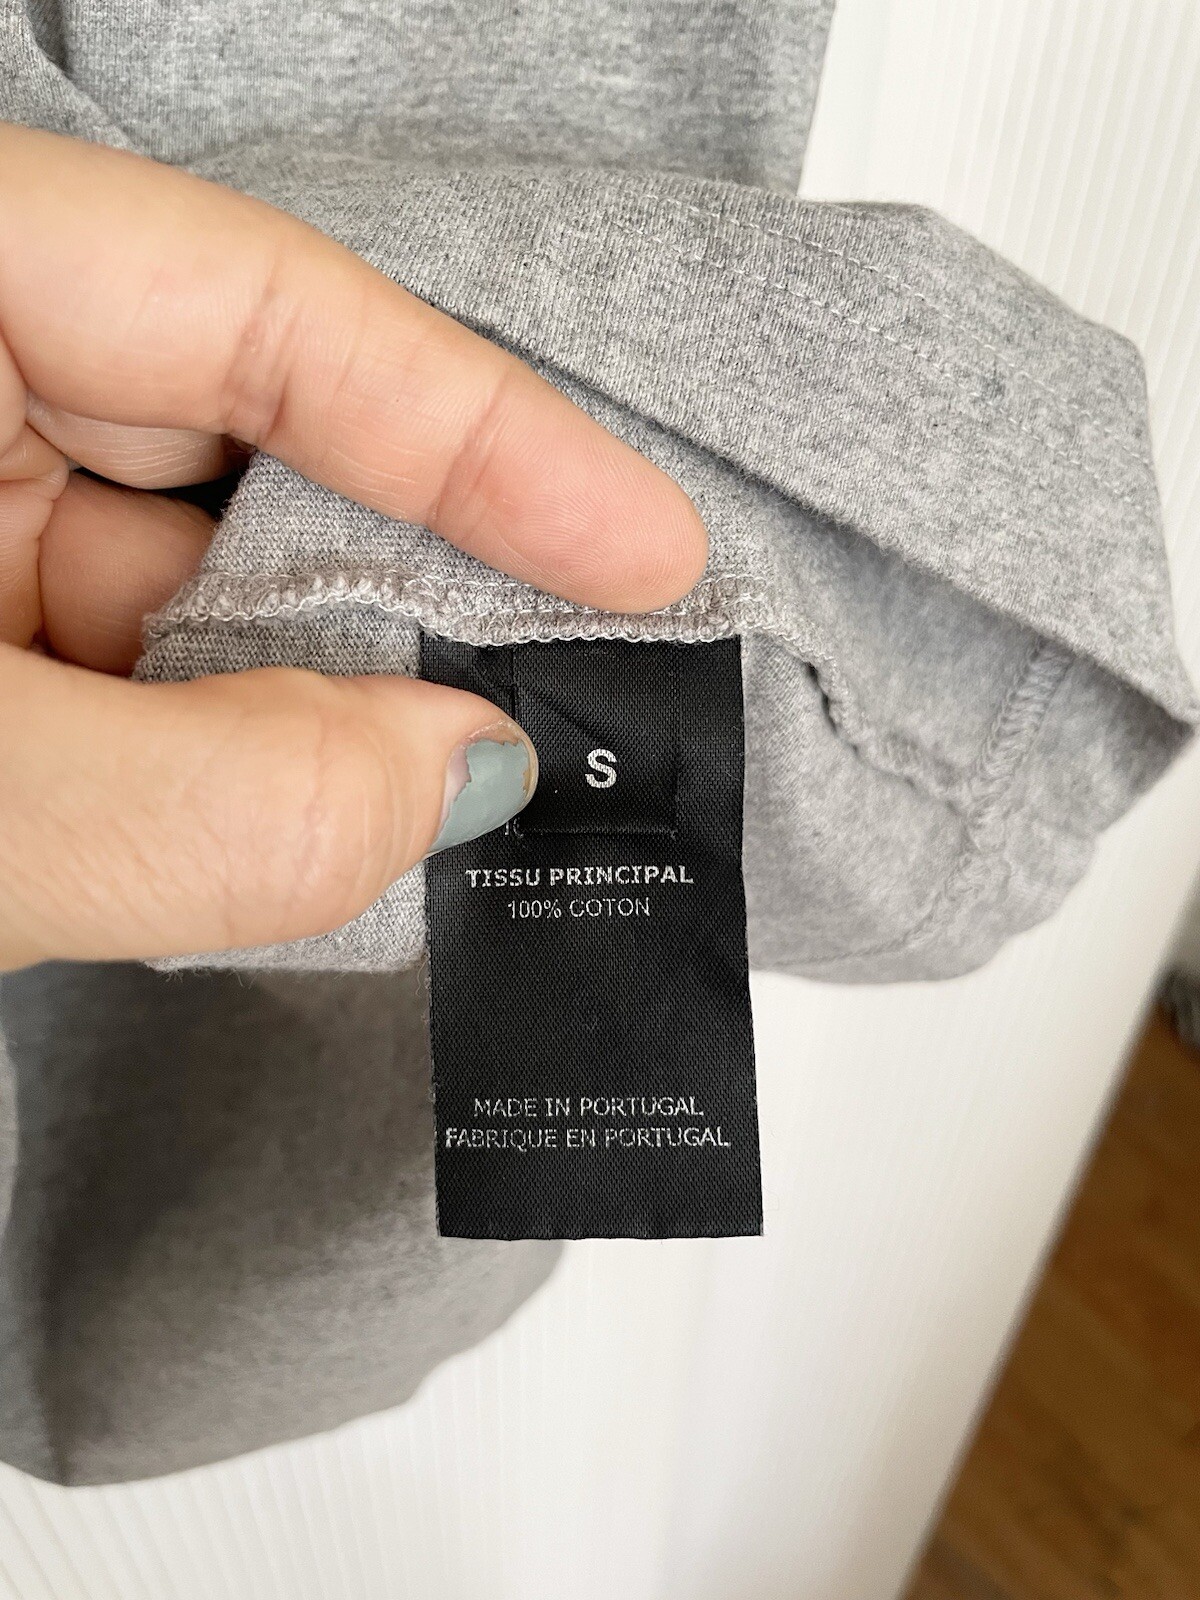 S
TISSU PRINCIPAL
100% COTON
MADE IN PORTUGAL
FABRIQUE EN PORTUGAL